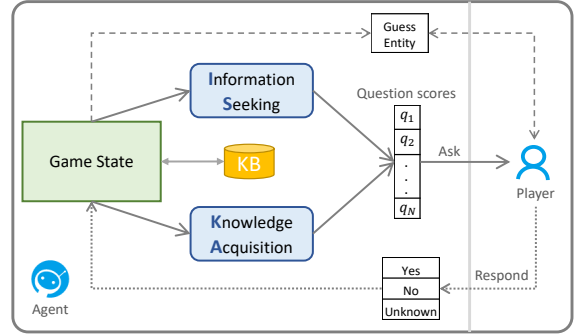 Guess
Entity
Information
Seeking
Question scores
q1
q2
.
.
.
qN
Game State
KB
Ask
Player
Knowledge
Acquisition
Yes
No
Unknown
Respond
Agent